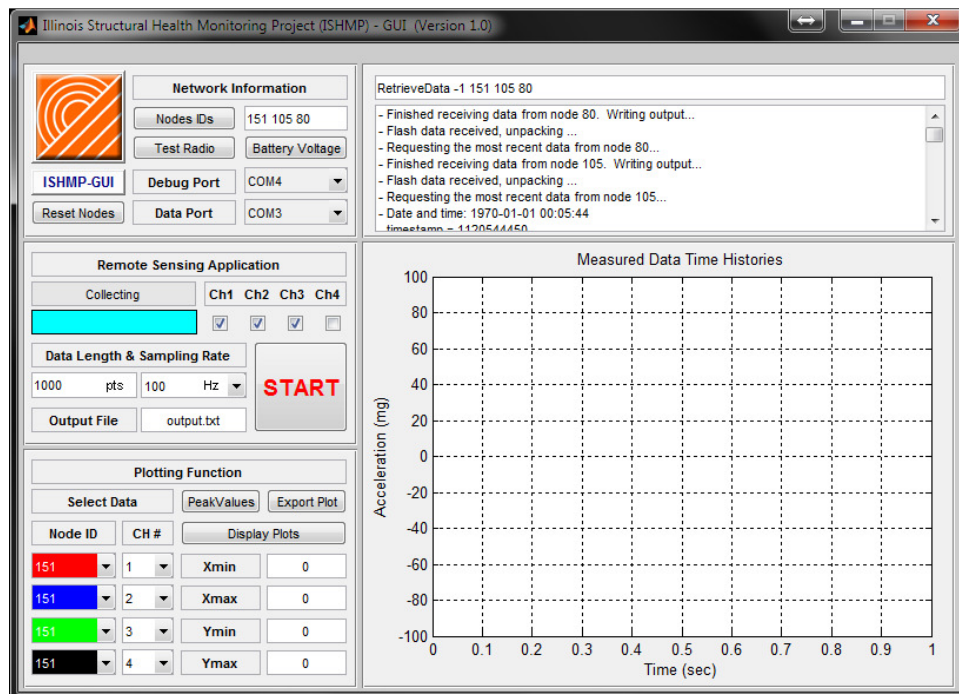 Illinois Structural Health Monitoring Project (ISHMP) - GUI (Version 1.0)
Network Information
Nodes IDs 151 105 80
Test Radio Battery Voltage
ISHMP-GUI Debug Port COM4
Reset Nodes Data Port COM3
RetrieveData -1 151 105 80
- Finished receiving data from node 80. Writing output...
- Flash data received, unpacking ...
- Requesting the most recent data from node 80...
- Finished receiving data from node 105. Writing output...
- Flash data received, unpacking ...
- Requesting the most recent data from node 105...
- Date and time: 1970-01-01 00:05:44
timestamp = 1120544450
Remote Sensing Application
Collecting Ch1 Ch2 Ch3 Ch4
Data Length & Sampling Rate
1000 pts 100 Hz
START
Output File output.txt
Plotting Function
Select Data PeakValues Export Plot
Node ID CH # Display Plots
151 1 Xmin 0
151 2 Xmax 0
151 3 Ymin 0
151 4 Ymax 0
Measured Data Time Histories
Acceleration (mg)
100
80
60
40
20
0
-20
-40
-60
-80
-100
0 0.1 0.2 0.3 0.4 0.5 0.6 0.7 0.8 0.9 1
Time (sec)